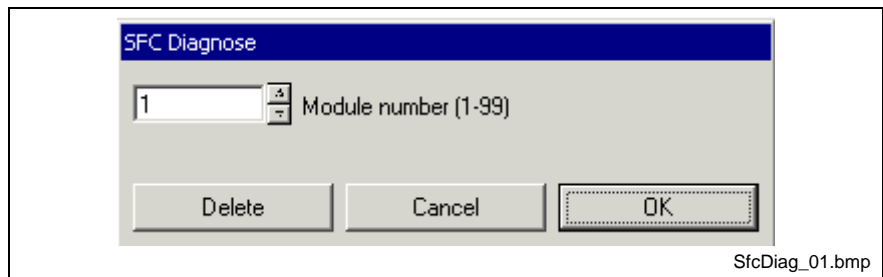 SFC Diagnose
1 Module number (1-99)
Delete Cancel OK
SfcDiag_01.bmp